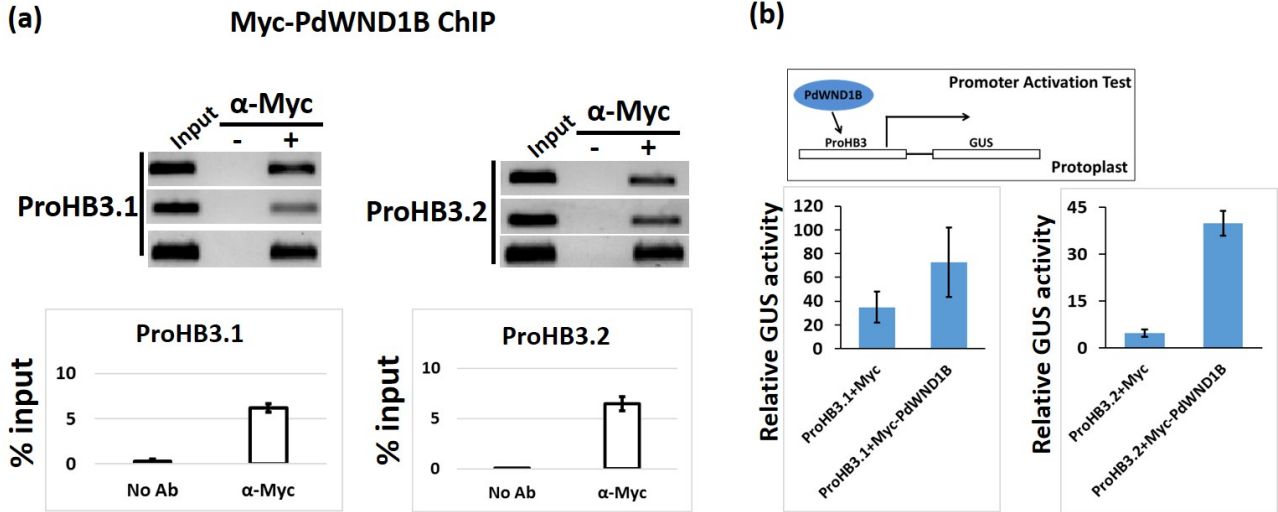 (a)
Myc-PdWND1B ChIP
Input
α-Myc
- +
ProHB3.1
Input
α-Myc
- +
ProHB3.2
ProHB3.1
% input
10
5
0
No Ab α-Myc
ProHB3.2
% input
10
5
0
No Ab α-Myc
(b)
Promoter Activation Test
PdWND1B
ProHB3 GUS
Protoplast
Relative GUS activity
120
100
80
60
40
20
0
ProHB3.1+Myc
ProHB3.1+Myc-PdWND1B
Relative GUS activity
45
30
15
0
ProHB3.2+Myc
ProHB3.2+Myc-PdWND1B